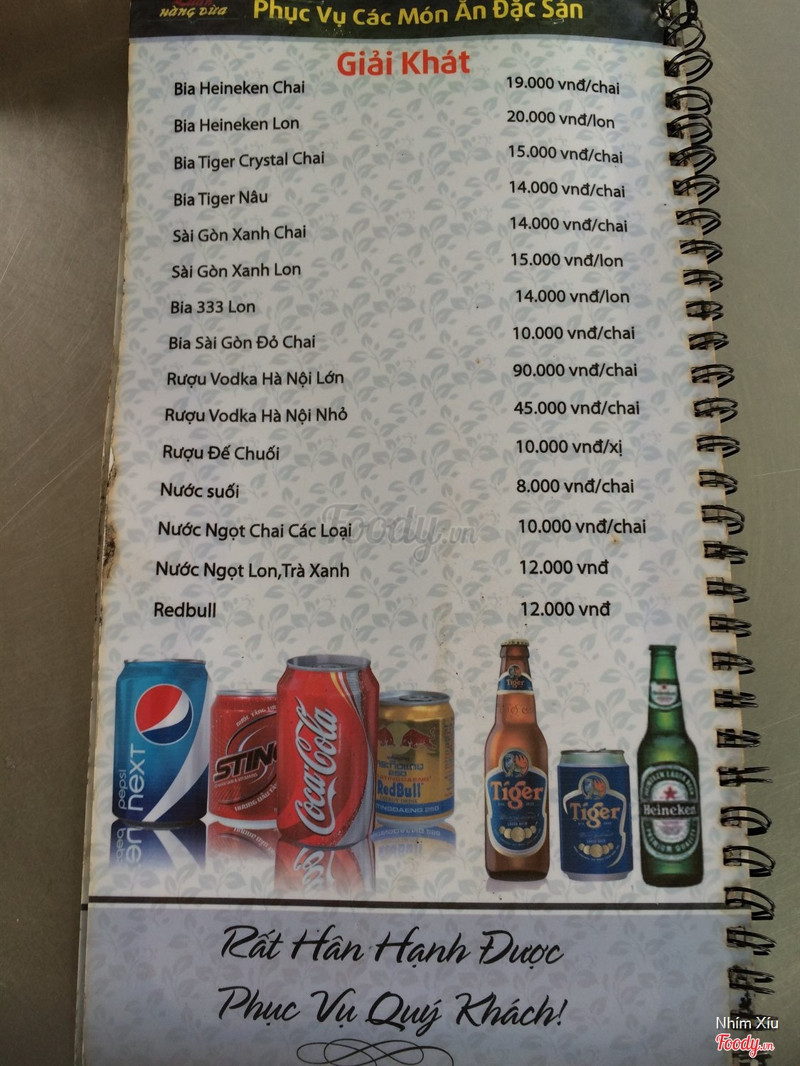 HÀNG DỪA
Phục Vụ Các Món Ăn Đặc Sản
Giải Khát
Bia Heineken Chai 19.000 vnđ/chai
Bia Heineken Lon 20.000 vnđ/lon
Bia Tiger Crystal Chai 15.000 vnđ/chai
Bia Tiger Nâu 14.000 vnđ/chai
Sài Gòn Xanh Chai 14.000 vnđ/chai
Sài Gòn Xanh Lon 15.000 vnđ/lon
Bia 333 Lon 14.000 vnđ/lon
Bia Sài Gòn Đỏ Chai 10.000 vnđ/chai
Rượu Vodka Hà Nội Lớn 90.000 vnđ/chai
Rượu Vodka Hà Nội Nhỏ 45.000 vnđ/chai
Rượu Đế Chuối 10.000 vnđ/xị
Nước suối 8.000 vnđ/chai
Nước Ngọt Chai Các Loại 10.000 vnđ/chai
Foody.vn
Nước Ngọt Lon,Trà Xanh 12.000 vnđ
Redbull 12.000 vnđ
pepsi
neXT
STING
Coca-Cola
250
RedBull
Tiger
Tiger
Tiger
Heineken
PREMIUM QUALITY
Rất Hân Hạnh Được
Phục Vụ Quý Khách!
Nhím Xíu
Foody.vn